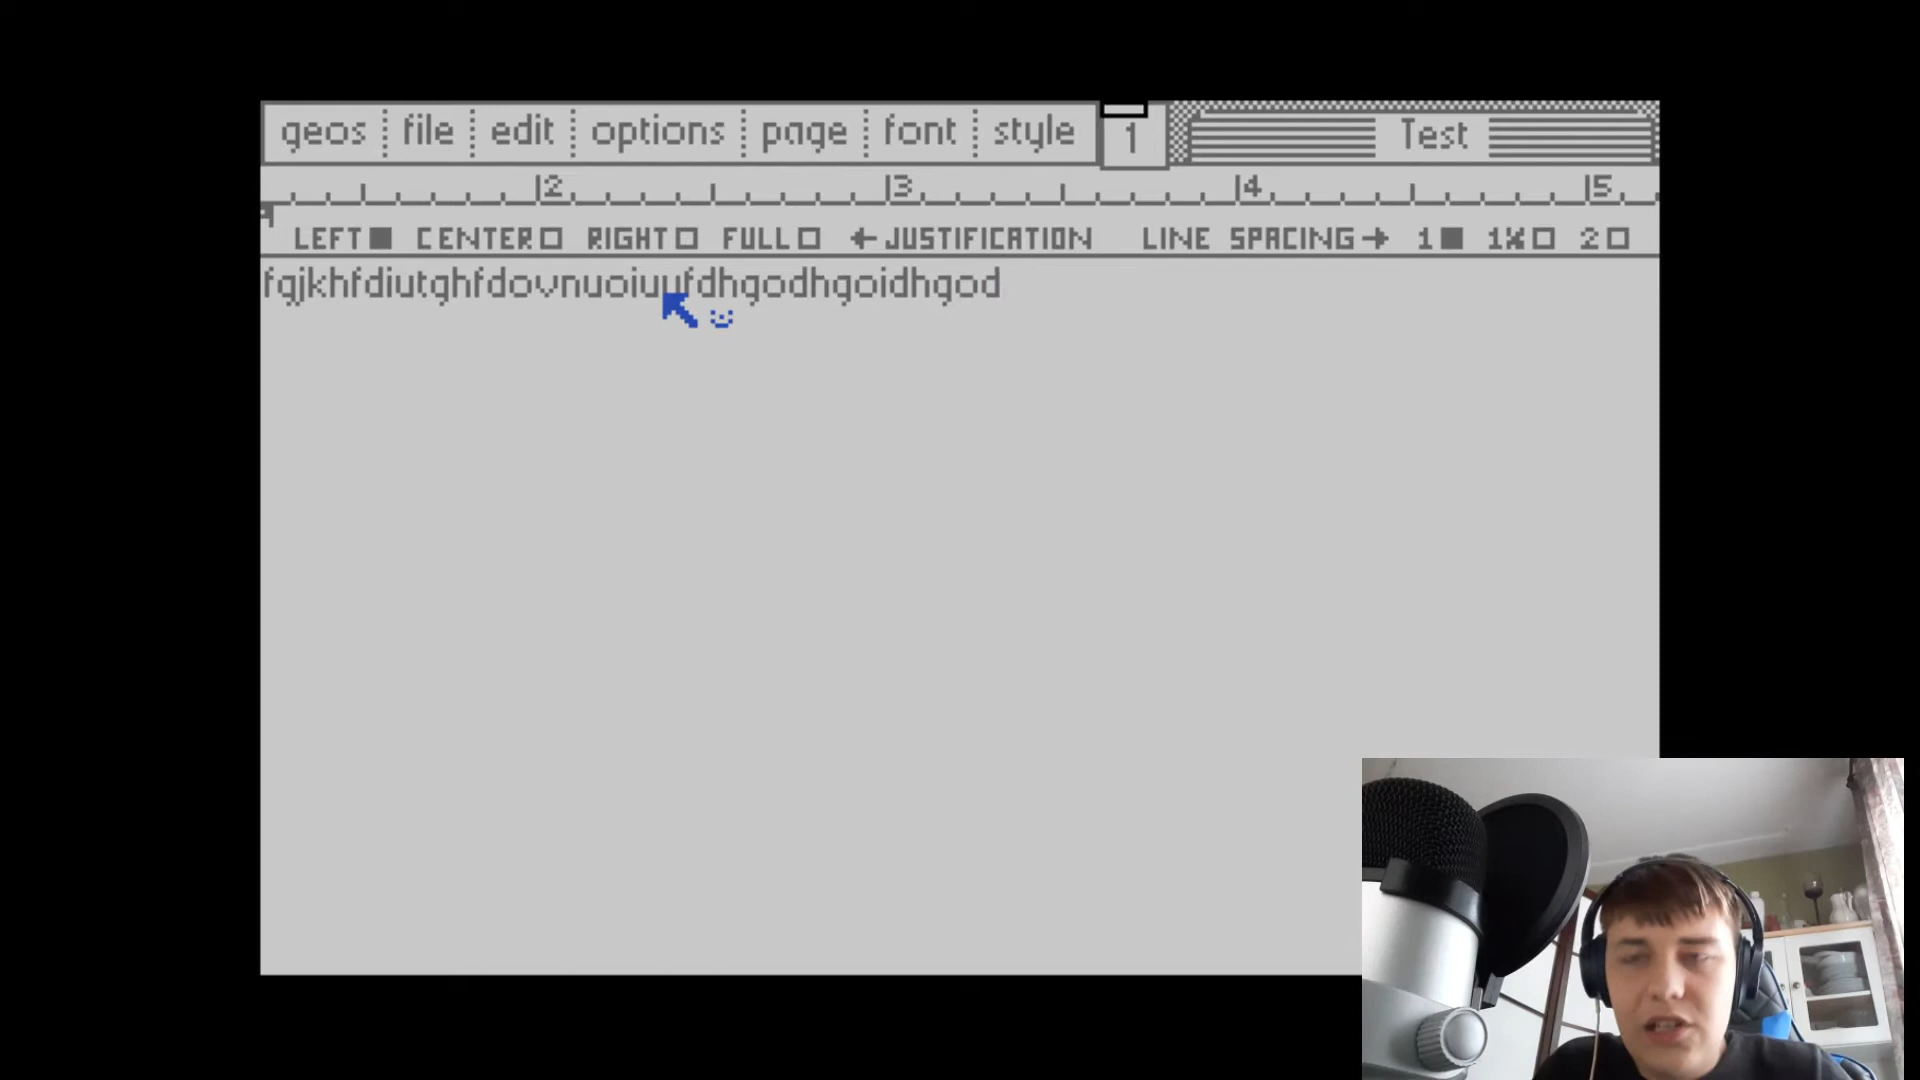 geos file edit options page font style 1 Test
2 3 4 5
LEFT CENTER RIGHT FULL ←JUSTIFICATION LINE SPACING→ 1 1½ 2
fgjkhfdiutghfdovnuoiuyfdhgodhgoidhgod